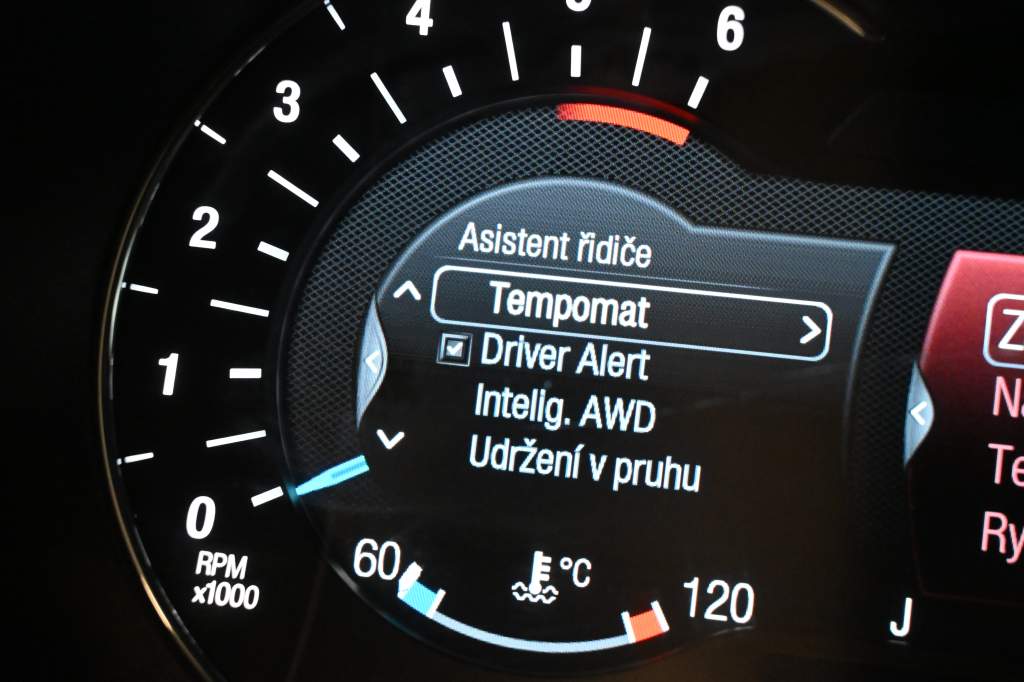 4
6
3
2
1
0
RPM
x1000
Asistent řidiče
Tempomat
Driver Alert
Intelig. AWD
Udržení v pruhu
60
°C
120
J